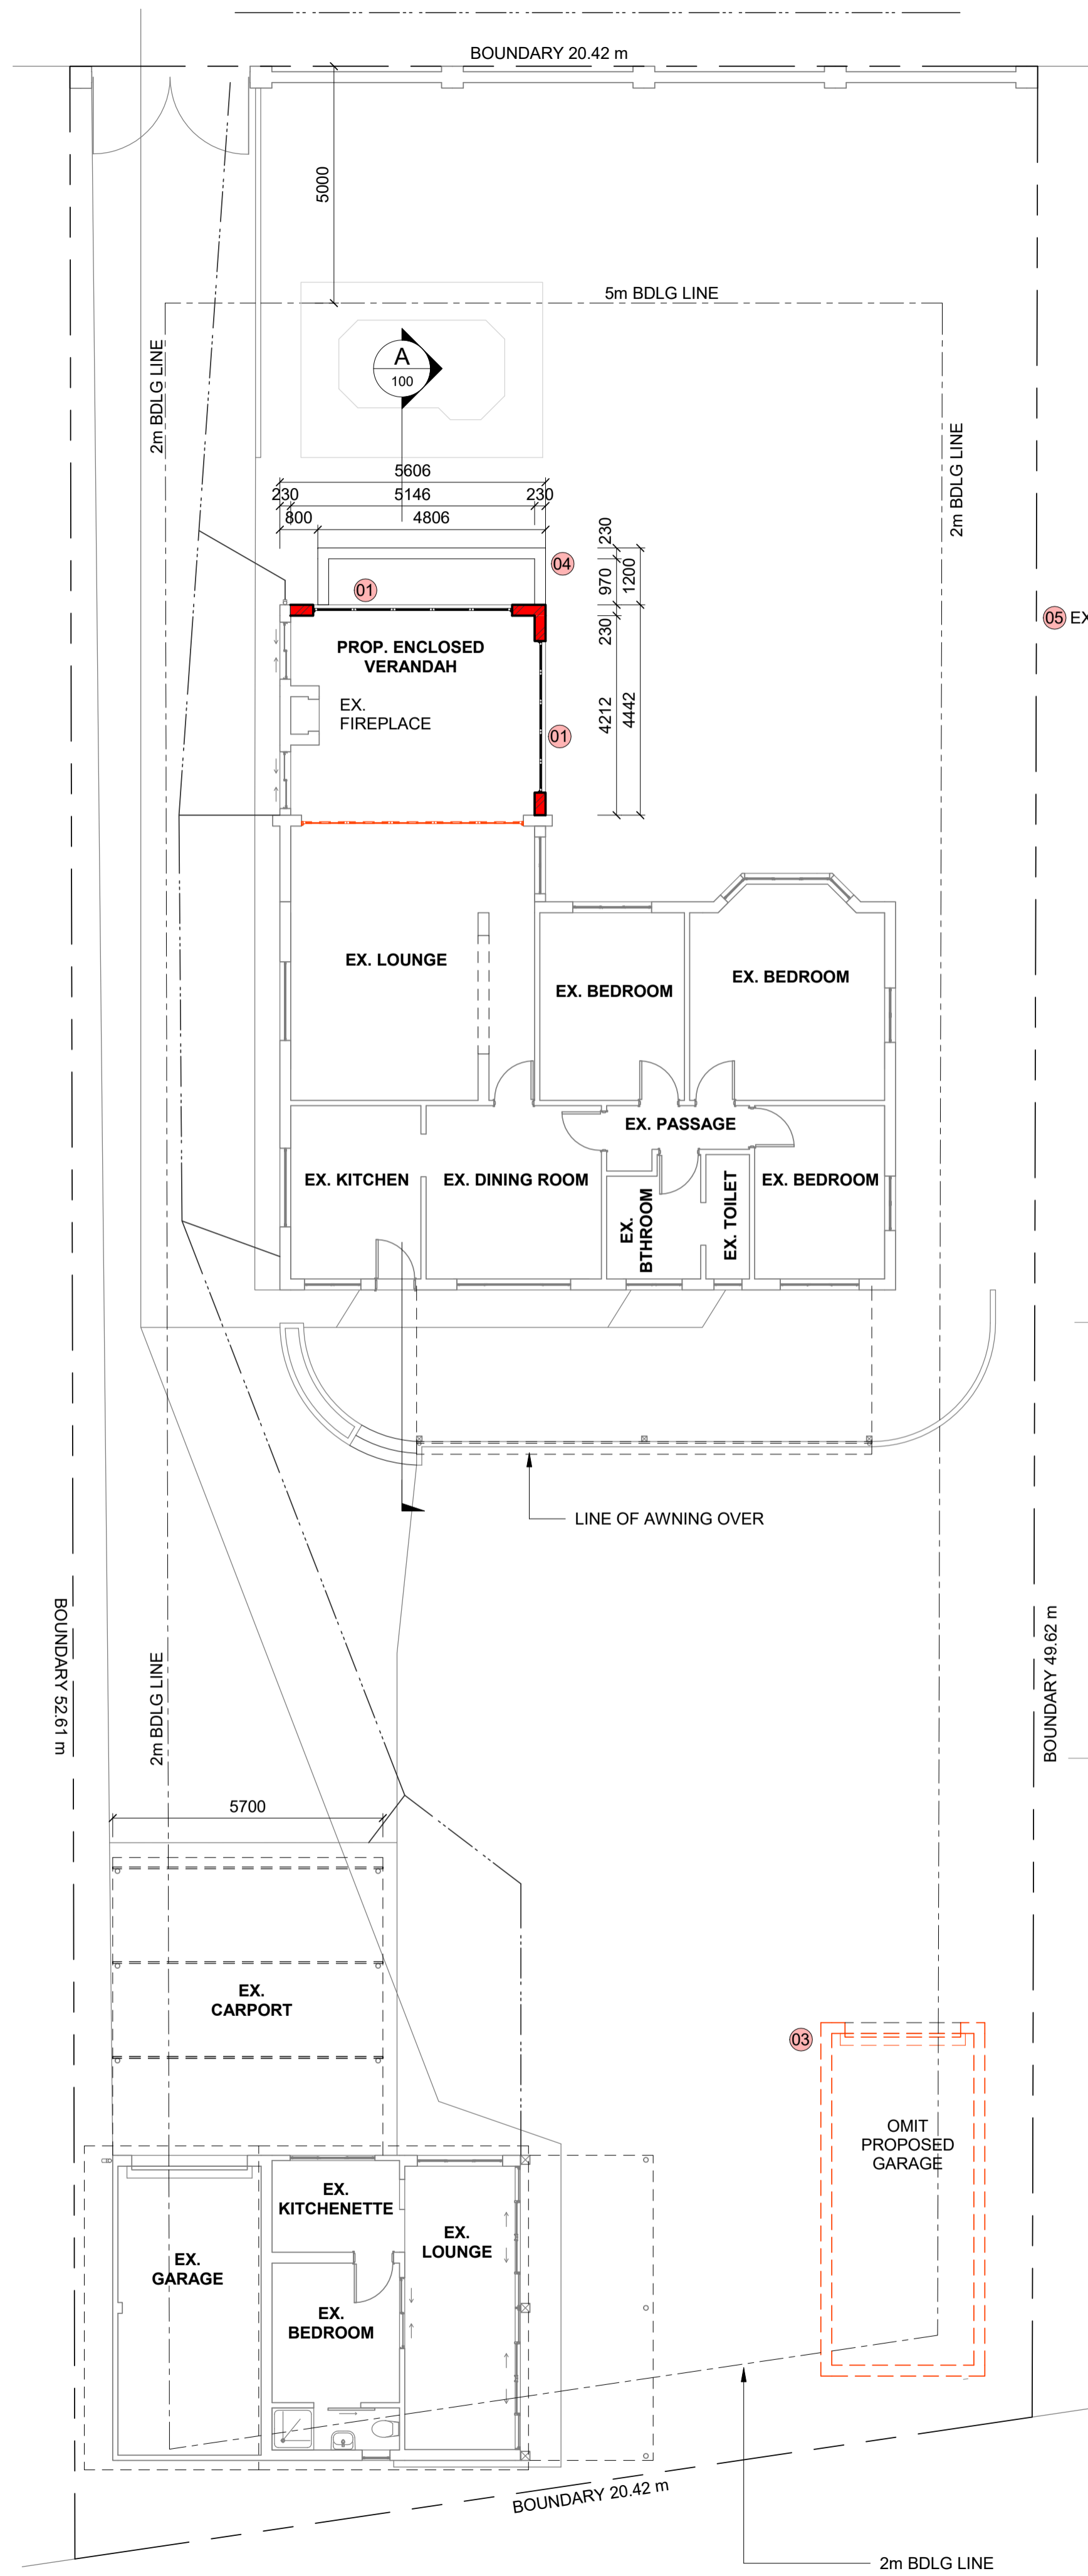 BOUNDARY 20.42 m
5000
5m BDLG LINE
2m BDLG LINE
2m BDLG LINE
A
100
5606
230
5146
230
800
4806
230
970
1200
230
4212
4442
04
01
PROP. ENCLOSED
VERANDAH
EX.
FIREPLACE
01
05 EX
EX. LOUNGE
EX. BEDROOM
EX. BEDROOM
EX. PASSAGE
EX. KITCHEN
EX. DINING ROOM
EX.
BTHROOM
EX. TOILET
EX. BEDROOM
LINE OF AWNING OVER
BOUNDARY 52.61 m
2m BDLG LINE
BOUNDARY 49.62 m
5700
EX.
CARPORT
03
OMIT
PROPOSED
GARAGE
EX.
KITCHENETTE
EX.
LOUNGE
EX.
GARAGE
EX.
BEDROOM
BOUNDARY 20.42 m
2m BDLG LINE